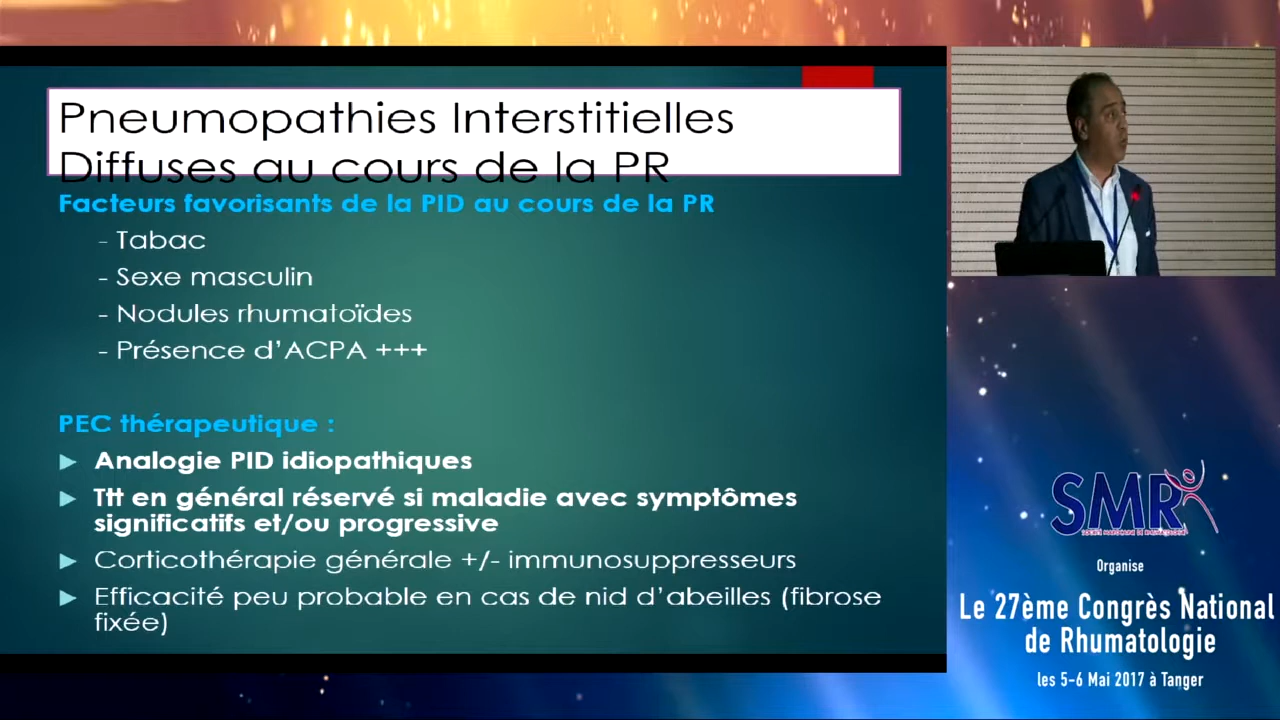 Pneumopathies Interstitielles
Diffuses au cours de la PR
Facteurs favorisants de la PID au cours de la PR
- Tabac
- Sexe masculin
- Nodules rhumatoïdes
- Présence d'ACPA +++
PEC thérapeutique :
Analogie PID idiopathiques
Ttt en général réservé si maladie avec symptômes
significatifs et/ou progressive
Corticothérapie générale +/- immunosuppresseurs
Efficacité peu probable en cas de nid d'abeilles (fibrose
fixée)
SMR
Organise
Le 27ème Congrès National
de Rhumatologie
les 5-6 Mai 2017 à Tanger